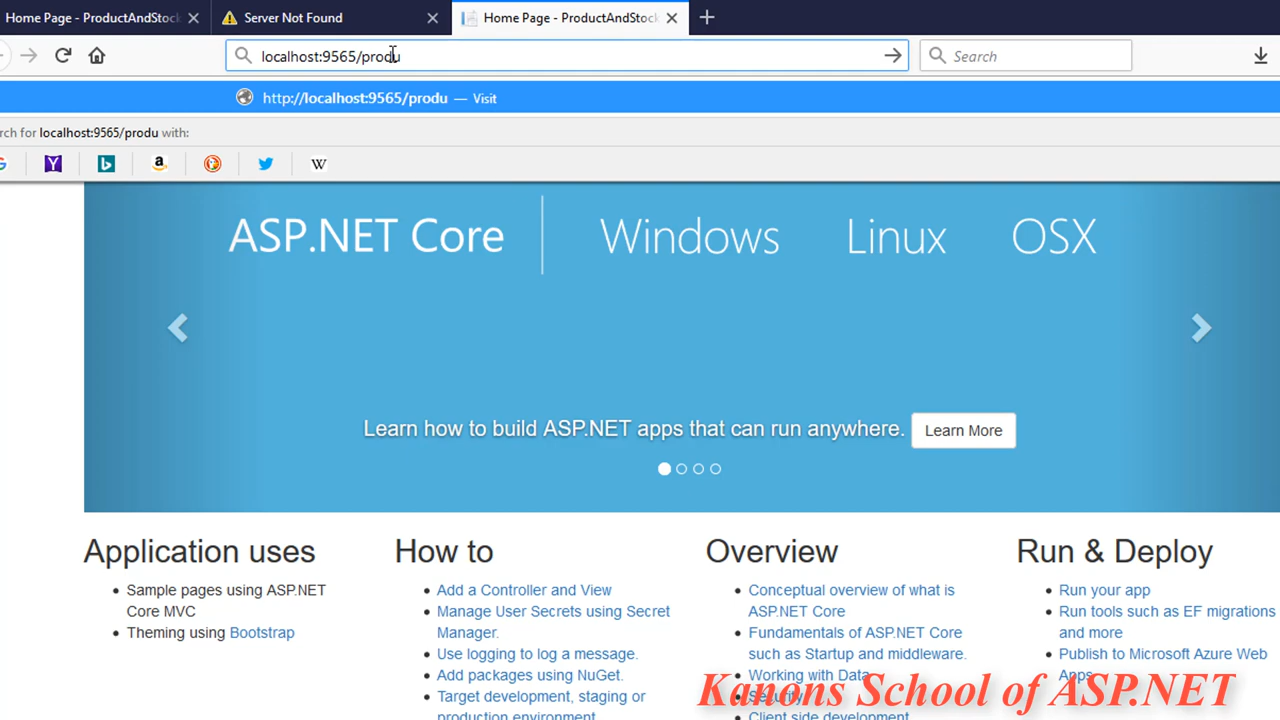 Home Page - ProductAndStock
Server Not Found
Home Page - ProductAndStock
localhost:9565/produ
Search
http://localhost:9565/produ — Visit
rch for localhost:9565/produ with:
ASP.NET Core
Windows
Linux
OSX
Learn how to build ASP.NET apps that can run anywhere.
Learn More
Application uses
Sample pages using ASP.NET
Core MVC
Theming using Bootstrap
How to
Add a Controller and View
Manage User Secrets using Secret
Manager.
Use logging to log a message.
Add packages using NuGet.
Target development, staging or
production environment.
Overview
Conceptual overview of what is
ASP.NET Core
Fundamentals of ASP.NET Core
such as Startup and middleware.
Working with Data
Security
Client side development
Run & Deploy
Run your app
Run tools such as EF migrations
and more
Publish to Microsoft Azure Web
Apps
Kanons School of ASP.NET